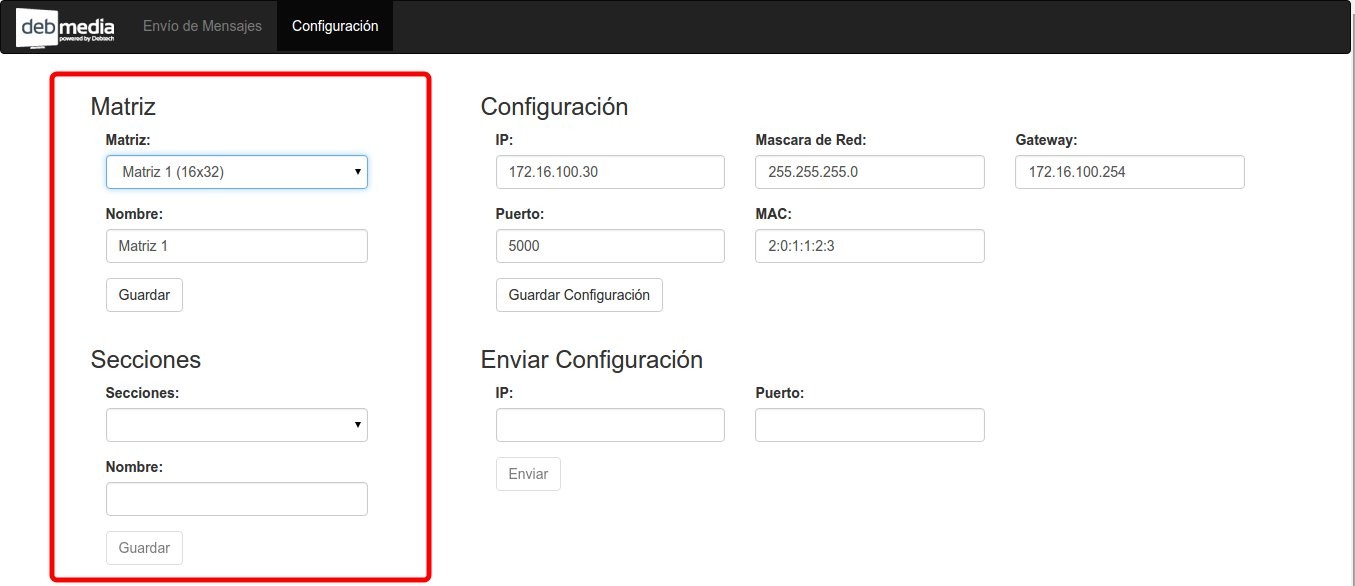 debmedia
powered by Debtech
Envío de Mensajes
Configuración
Matriz
Matriz:
Matriz 1 (16x32)
Nombre:
Matriz 1
Guardar
Secciones
Secciones:
Nombre:
Guardar
Configuración
IP: Mascara de Red: Gateway:
172.16.100.30 255.255.255.0 172.16.100.254
Puerto: MAC:
5000 2:0:1:1:2:3
Guardar Configuración
Enviar Configuración
IP: Puerto:
Enviar